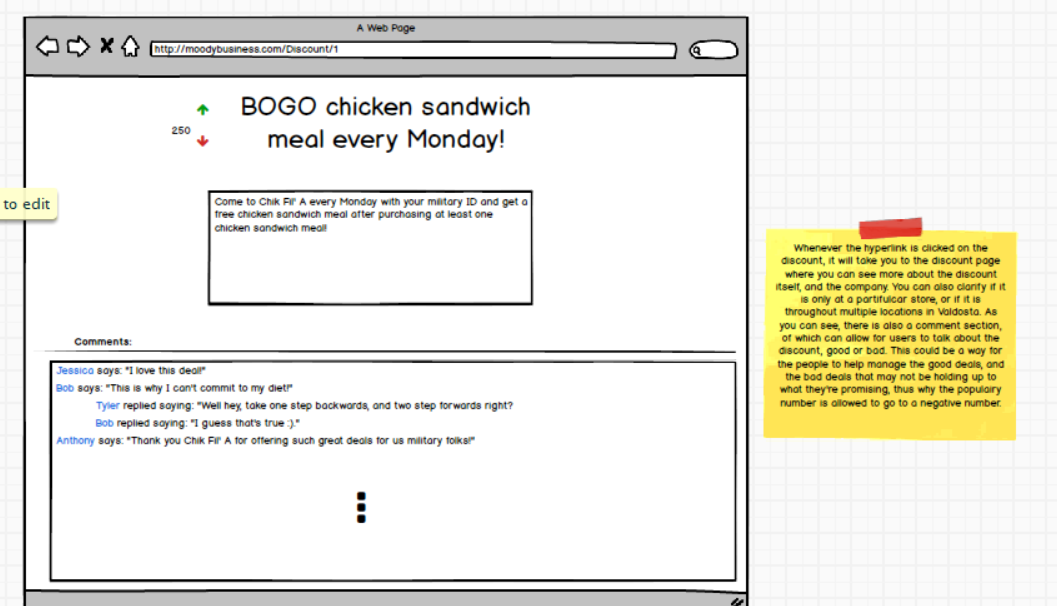 A Web Page
http://moodybusiness.com/Discount/1
BOGO chicken sandwich
meal every Monday!
250
to edit
Come to Chik Fil' A every Monday with your military ID and get a
free chicken sandwich meal after purchasing at least one
chicken sandwich meal!
Comments:
Jessica says: "I love this deal!"
Bob says: "This is why I can't commit to my diet!"
Tyler replied saying: "Well hey, take one step backwards, and two step forwards right?
Bob replied saying: "I guess that's true :)."
Anthony says: "Thank you Chik Fil' A for offering such great deals for us military folks!"
Whenever the hyperlink is clicked on the
discount, it will take you to the discount page
where you can see more about the discount
itself, and the company. You can also clarify if it
is only at a partifulcar store, or if it is
throughout multiple locations in Valdosta. As
you can see, there is also a comment section,
of which can allow for users to talk about the
discount, good or bad. This could be a way for
the people to help manage the good deals, and
the bad deals that may not be holding up to
what they're promising, thus why the populairy
number is allowed to go to a negative number.